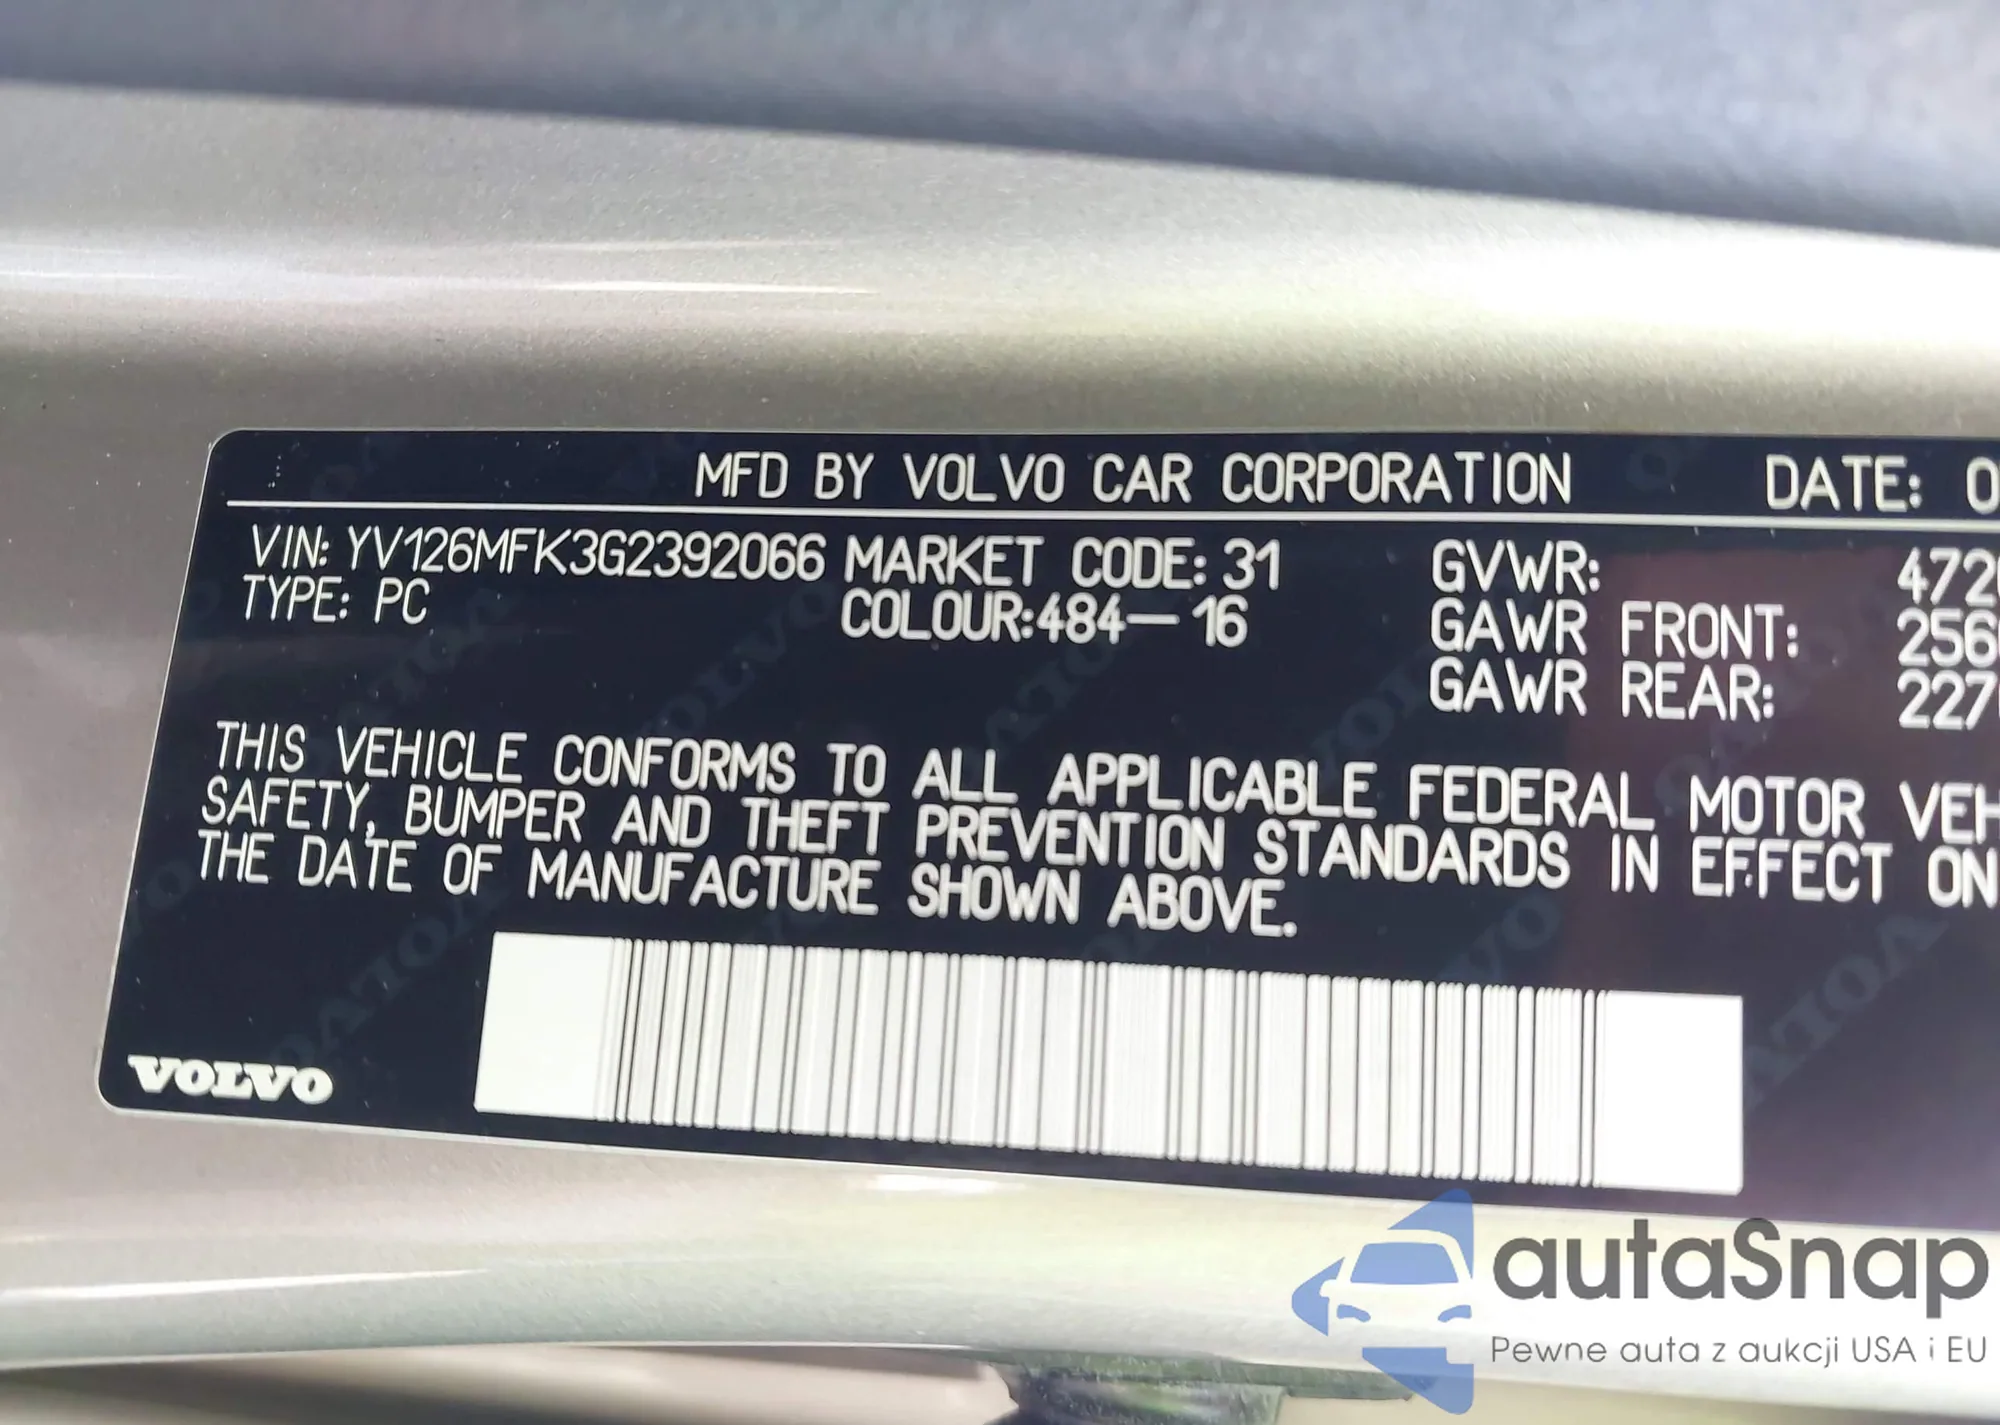 MFD BY VOLVO CAR CORPORATION DATE: 0
VIN: YV126MFK3G2392066 MARKET CODE: 31 GVWR: 472
TYPE: PC COLOUR:484-16 GAWR FRONT: 256
GAWR REAR: 227
THIS VEHICLE CONFORMS TO ALL APPLICABLE FEDERAL MOTOR VEH
SAFETY, BUMPER AND THEFT PREVENTION STANDARDS IN EFFECT ON
THE DATE OF MANUFACTURE SHOWN ABOVE.
VOLVO
autaSnap
Pewne auta z aukcji USA i EU